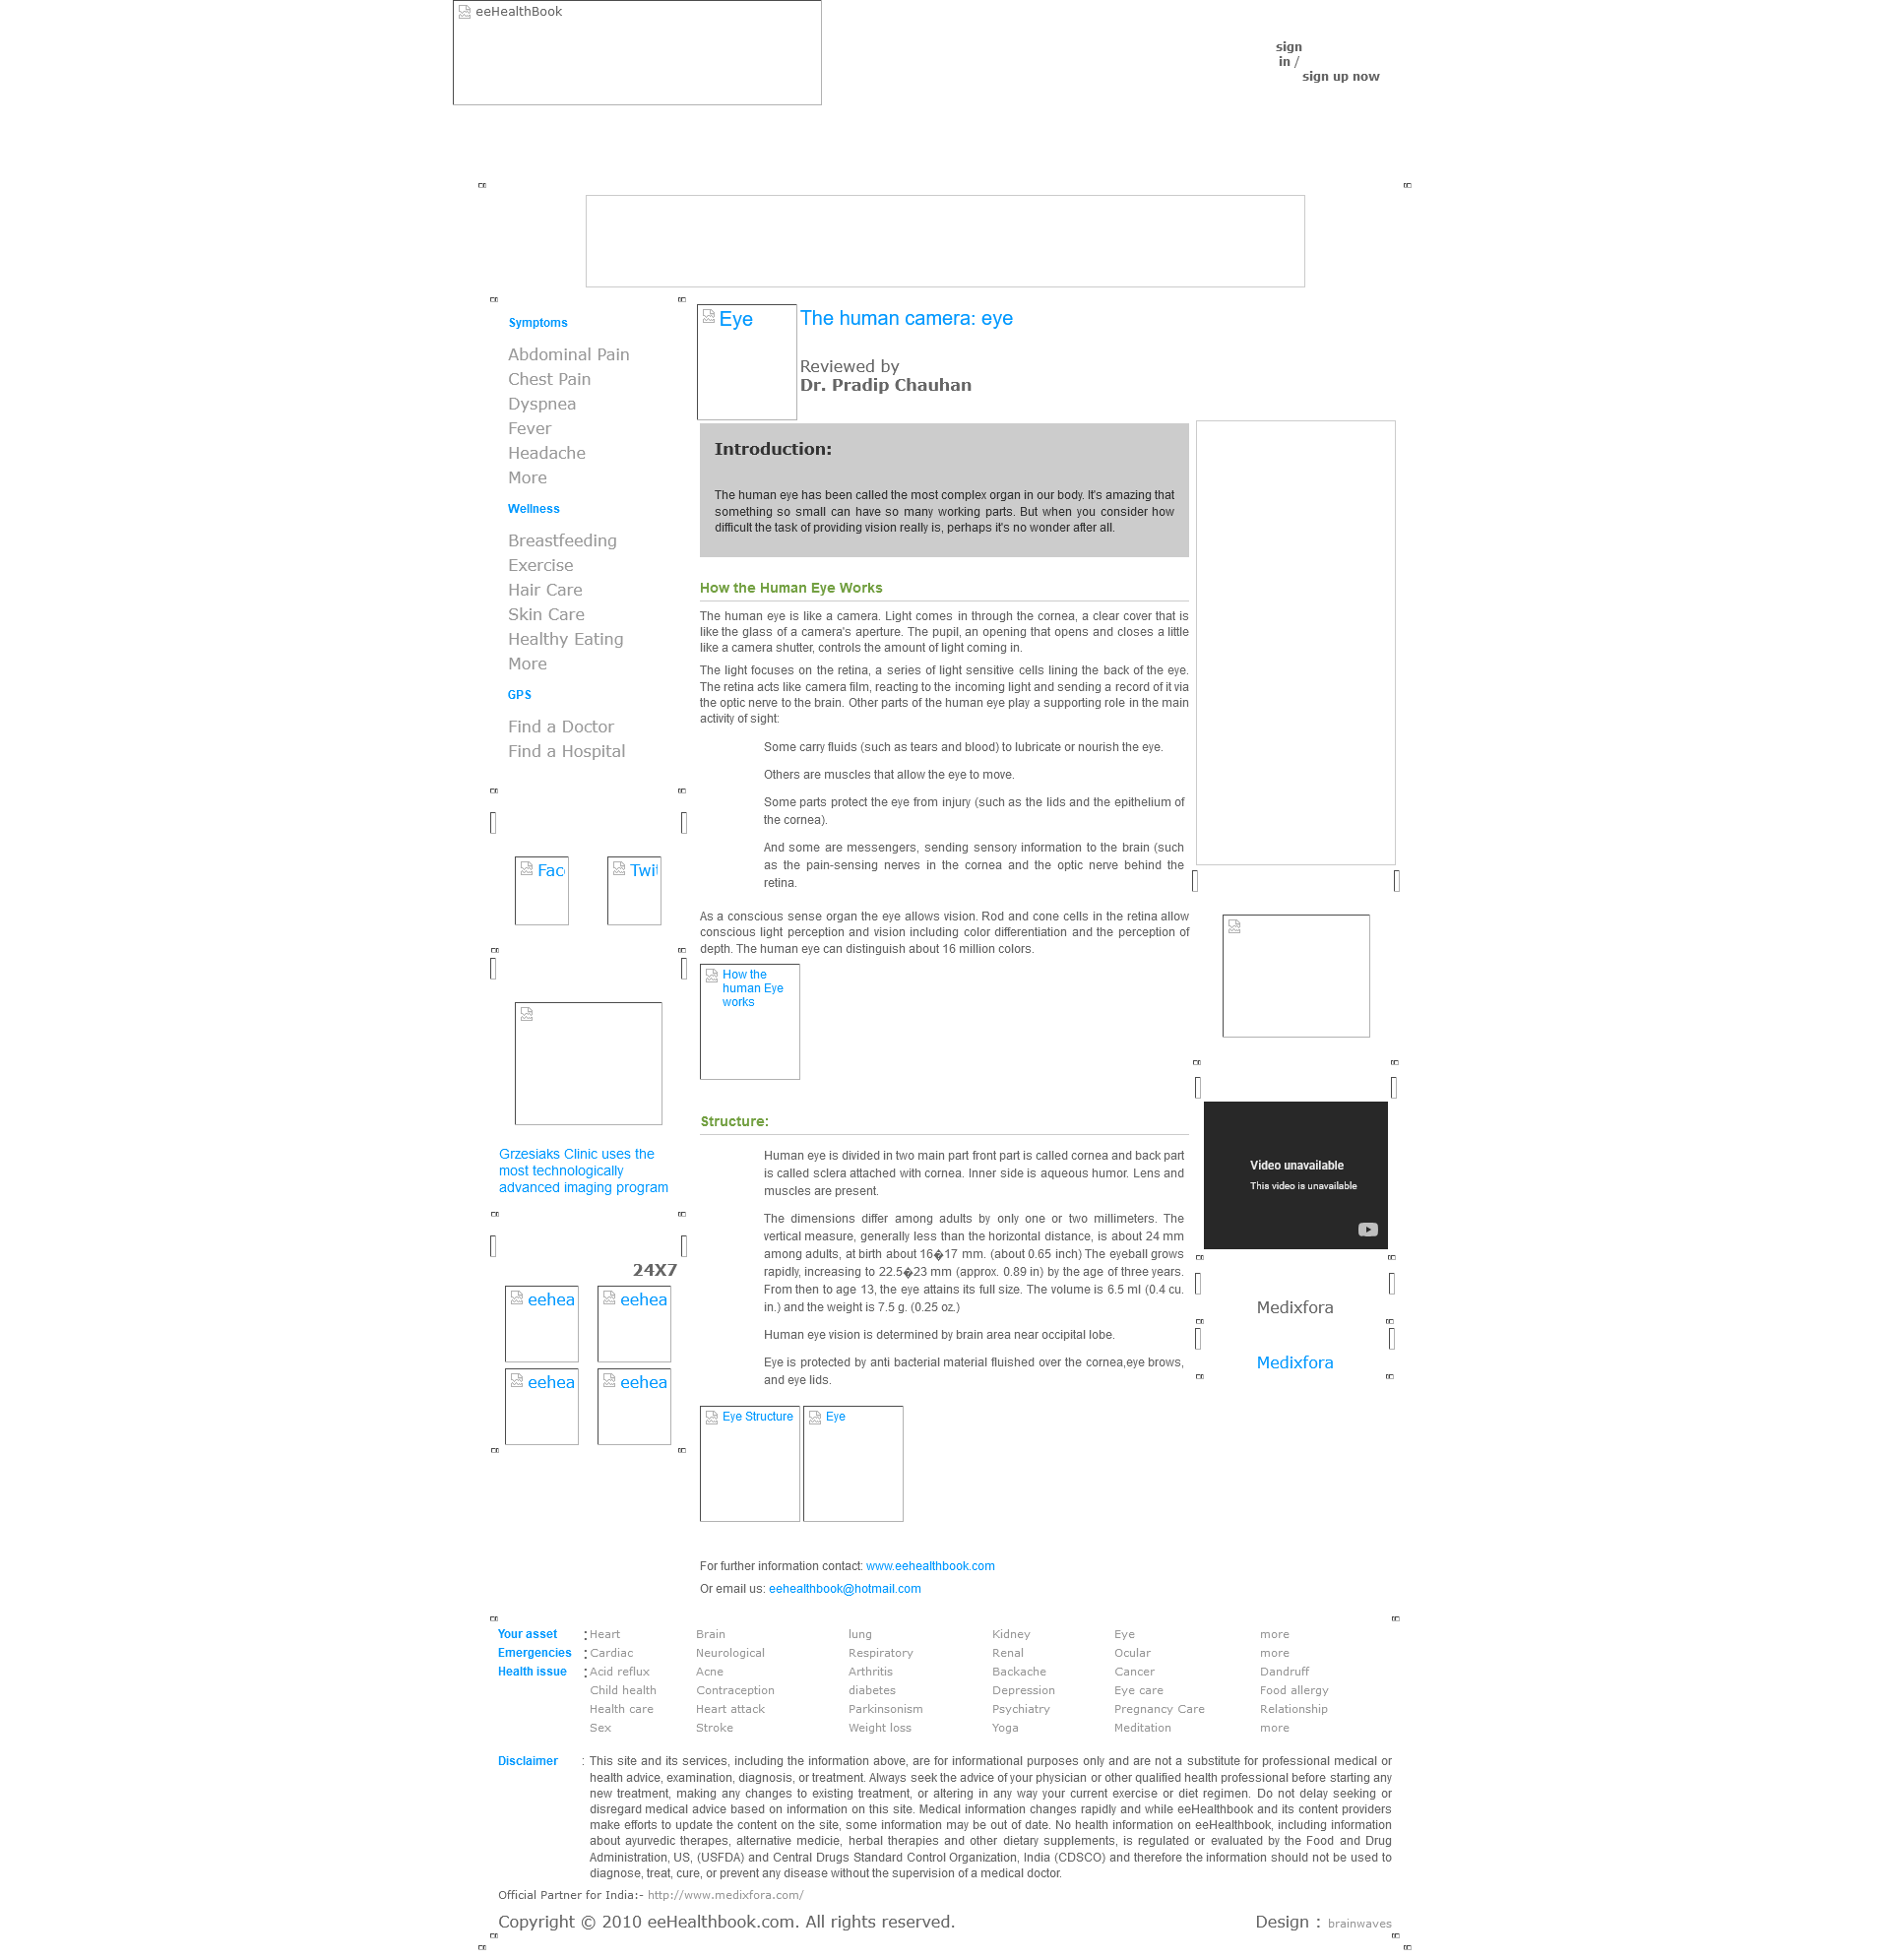 eeHealthBook
sign
in /
sign up now
Symptoms
Abdominal Pain
Chest Pain
Dyspnea
Fever
Headache
More
Wellness
Breastfeeding
Exercise
Hair Care
Skin Care
Healthy Eating
More
GPS
Find a Doctor
Find a Hospital
Fac
Twit
Grzesiaks Clinic uses the
most technologically
advanced imaging program
24X7
eehea eehea
eehea eehea
Eye
The human camera: eye
Reviewed by
Dr. Pradip Chauhan
Introduction:
The human eye has been called the most complex organ in our body. It's amazing that
something so small can have so many working parts. But when you consider how
difficult the task of providing vision really is, perhaps it's no wonder after all.
How the Human Eye Works
The human eye is like a camera. Light comes in through the cornea, a clear cover that is
like the glass of a camera's aperture. The pupil, an opening that opens and closes a little
like a camera shutter, controls the amount of light coming in.
The light focuses on the retina, a series of light sensitive cells lining the back of the eye.
The retina acts like camera film, reacting to the incoming light and sending a record of it via
the optic nerve to the brain. Other parts of the human eye play a supporting role in the main
activity of sight:
Some carry fluids (such as tears and blood) to lubricate or nourish the eye.
Others are muscles that allow the eye to move.
Some parts protect the eye from injury (such as the lids and the epithelium of
the cornea).
And some are messengers, sending sensory information to the brain (such
as the pain-sensing nerves in the cornea and the optic nerve behind the
retina.
As a conscious sense organ the eye allows vision. Rod and cone cells in the retina allow
conscious light perception and vision including color differentiation and the perception of
depth. The human eye can distinguish about 16 million colors.
How the
human Eye
works
Structure:
Human eye is divided in two main part front part is called cornea and back part
is called sclera attached with cornea. Inner side is aqueous humor. Lens and
muscles are present.
The dimensions differ among adults by only one or two millimeters. The
vertical measure, generally less than the horizontal distance, is about 24 mm
among adults, at birth about 16�17 mm. (about 0.65 inch) The eyeball grows
rapidly, increasing to 22.5�23 mm (approx. 0.89 in) by the age of three years.
From then to age 13, the eye attains its full size. The volume is 6.5 ml (0.4 cu.
in.) and the weight is 7.5 g. (0.25 oz.)
Human eye vision is determined by brain area near occipital lobe.
Eye is protected by anti bacterial material fluished over the cornea,eye brows,
and eye lids.
Eye Structure Eye
For further information contact: www.eehealthbook.com
Or email us: eehealthbook@hotmail.com
Video unavailable
This video is unavailable
Medixfora
Medixfora
Your asset : Heart Brain lung Kidney Eye more
Emergencies : Cardiac Neurological Respiratory Renal Ocular more
Health issue : Acid reflux Acne Arthritis Backache Cancer Dandruff
Child health Contraception diabetes Depression Eye care Food allergy
Health care Heart attack Parkinsonism Psychiatry Pregnancy Care Relationship
Sex Stroke Weight loss Yoga Meditation more
Disclaimer : This site and its services, including the information above, are for informational purposes only and are not a substitute for professional medical or
health advice, examination, diagnosis, or treatment. Always seek the advice of your physician or other qualified health professional before starting any
new treatment, making any changes to existing treatment, or altering in any way your current exercise or diet regimen. Do not delay seeking or
disregard medical advice based on information on this site. Medical information changes rapidly and while eeHealthbook and its content providers
make efforts to update the content on the site, some information may be out of date. No health information on eeHealthbook, including information
about ayurvedic therapes, alternative medicie, herbal therapies and other dietary supplements, is regulated or evaluated by the Food and Drug
Administration, US, (USFDA) and Central Drugs Standard Control Organization, India (CDSCO) and therefore the information should not be used to
diagnose, treat, cure, or prevent any disease without the supervision of a medical doctor.
Official Partner for India:- http://www.medixfora.com/
Copyright © 2010 eeHealthbook.com. All rights reserved. Design : brainwaves